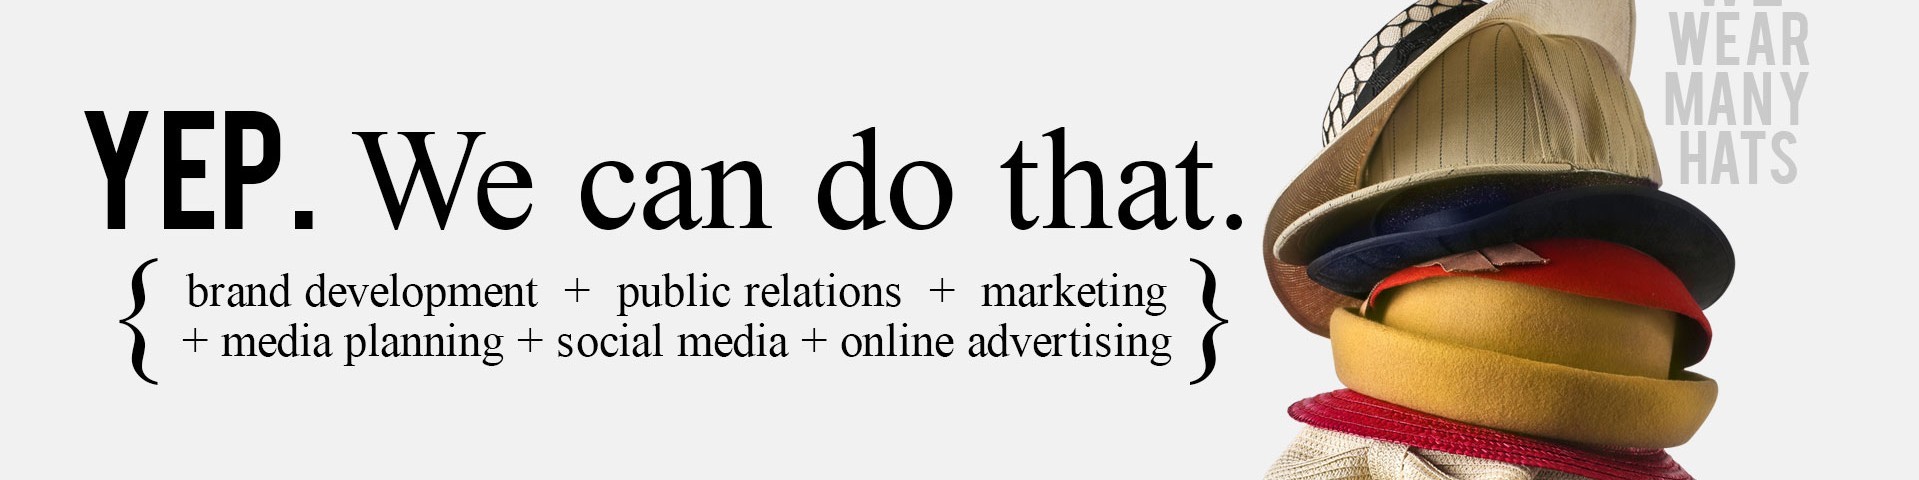 YEP. We can do that.
{ brand development + public relations + marketing
+ media planning + social media + online advertising }
WE
WEAR
MANY
HATS